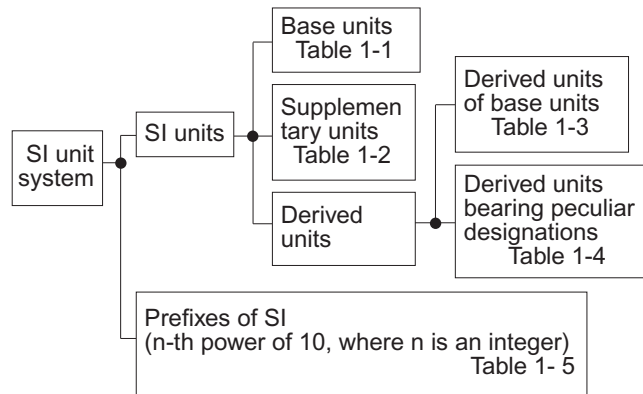 SI unit
system
SI units
Base units
Table 1-1
Supplemen
tary units
Table 1-2
Derived
units
Derived units
of base units
Table 1-3
Derived units
bearing peculiar
designations
Table 1-4
Prefixes of SI
(n-th power of 10, where n is an integer)
Table 1- 5